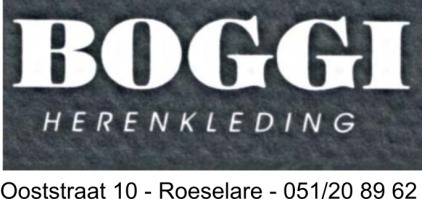 BOGGI
HERENKLEDING
Ooststraat 10 - Roeselare - 051/20 89 62